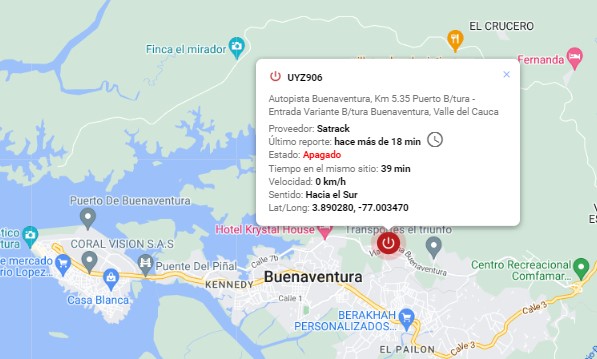 EL CRUCERO
Finca el mirador
Fernanda
UYZ906
×
Autopista Buenaventura, Km 5.35 Puerto B/tura -
Entrada Variante B/tura Buenaventura, Valle del Cauca
Proveedor: Satrack
Último reporte: hace más de 18 min
Estado: Apagado
Tiempo en el mismo sitio: 39 min
Velocidad: 0 km/h
Sentido: Hacia el Sur
Lat/Long: 3.890280, -77.003470
Puerto De Buenaventura
Hotel Krystal House
Transportes el triunfo
CORAL VISION S.A.S
Puente Del Piñal
Calle 7b
Buenaventura
Buenaventura
Centro Recreacional
Comfamar...
de mercado
Lopez...
KENNEDY
Casa Blanca
Calle 1
Calle 3
Calle 3
BERAKHAH
PERSONALIZADOS...
EL PAILON